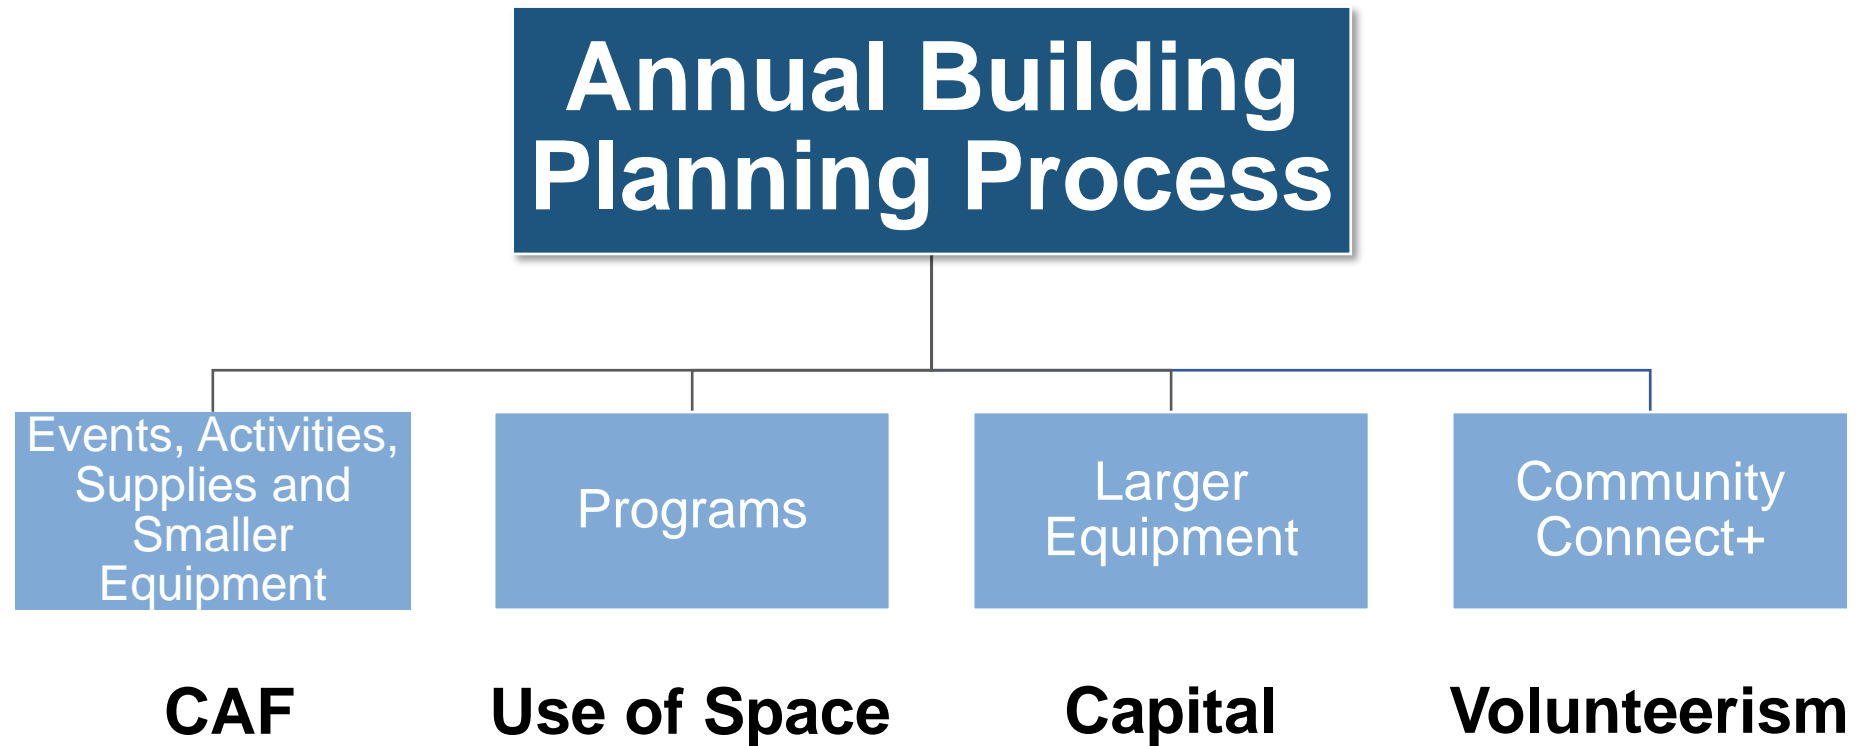 Annual Building
Planning Process
Events, Activities,
Supplies and
Smaller
Equipment
Programs
Larger
Equipment
Community
Connect+
CAF
Use of Space
Capital
Volunteerism